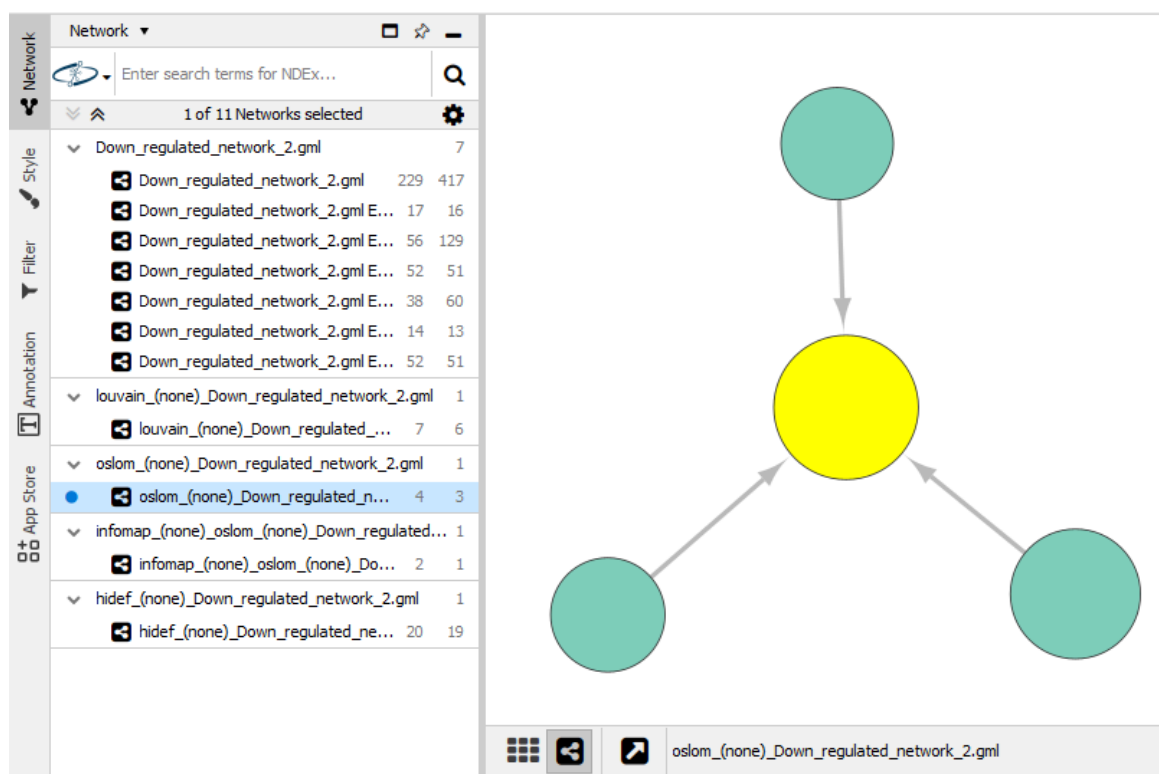 Network
Enter search terms for NDEx...
1 of 11 Networks selected
Down_regulated_network_2.gml 7
Down_regulated_network_2.gml 229 417
Down_regulated_network_2.gml E... 17 16
Down_regulated_network_2.gml E... 56 129
Down_regulated_network_2.gml E... 52 51
Down_regulated_network_2.gml E... 38 60
Down_regulated_network_2.gml E... 14 13
Down_regulated_network_2.gml E... 52 51
louvain_(none)_Down_regulated_network_2.gml 1
louvain_(none)_Down_regulated_... 7 6
oslom_(none)_Down_regulated_network_2.gml 1
oslom_(none)_Down_regulated_n... 4 3
infomap_(none)_oslom_(none)_Down_regulated... 1
infomap_(none)_oslom_(none)_Do... 2 1
hidef_(none)_Down_regulated_network_2.gml 1
hidef_(none)_Down_regulated_ne... 20 19
Network
Style
Filter
T Annotation
App Store
oslom_(none)_Down_regulated_network_2.gml